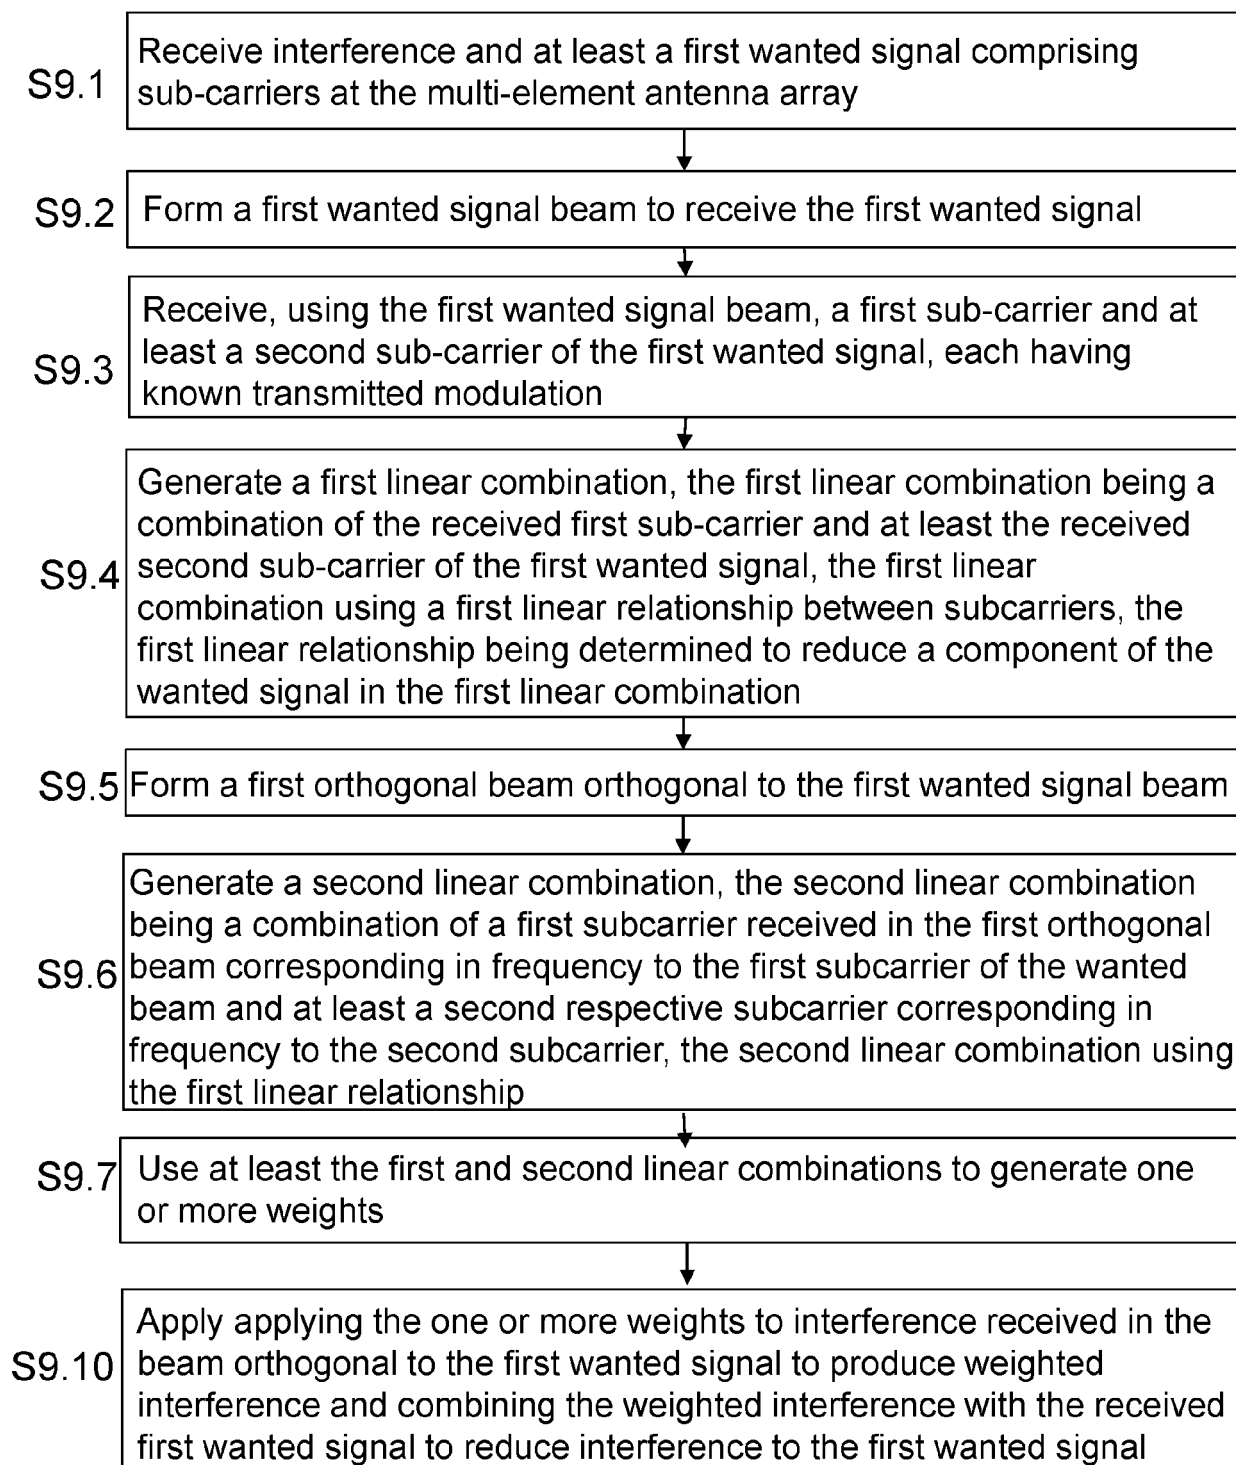 S9.1
Receive interference and at least a first wanted signal comprising
sub-carriers at the multi-element antenna array
S9.2
Form a first wanted signal beam to receive the first wanted signal
S9.3
Receive, using the first wanted signal beam, a first sub-carrier and at
least a second sub-carrier of the first wanted signal, each having
known transmitted modulation
S9.4
Generate a first linear combination, the first linear combination being a
combination of the received first sub-carrier and at least the received
second sub-carrier of the first wanted signal, the first linear
combination using a first linear relationship between subcarriers, the
first linear relationship being determined to reduce a component of the
wanted signal in the first linear combination
S9.5
Form a first orthogonal beam orthogonal to the first wanted signal beam
S9.6
Generate a second linear combination, the second linear combination
being a combination of a first subcarrier received in the first orthogonal
beam corresponding in frequency to the first subcarrier of the wanted
beam and at least a second respective subcarrier corresponding in
frequency to the second subcarrier, the second linear combination using
the first linear relationship
S9.7
Use at least the first and second linear combinations to generate one
or more weights
S9.10
Apply applying the one or more weights to interference received in the
beam orthogonal to the first wanted signal to produce weighted
interference and combining the weighted interference with the received
first wanted signal to reduce interference to the first wanted signal